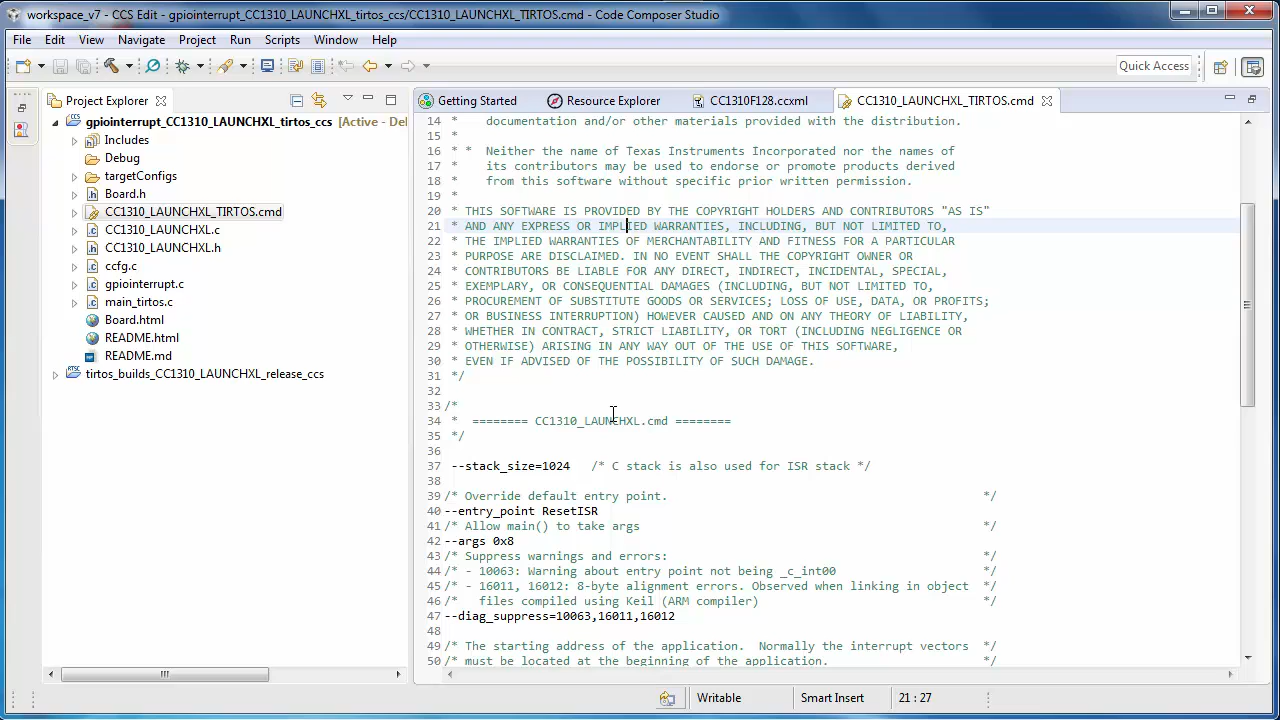 workspace_v7 - CCS Edit - gpiointerrupt_CC1310_LAUNCHXL_tirtos_ccs/CC1310_LAUNCHXL_TIRTOS.cmd - Code Composer Studio
File Edit View Navigate Project Run Scripts Window Help
Quick Access
Project Explorer
Getting Started Resource Explorer CC1310F128.ccxml CC1310_LAUNCHXL_TIRTOS.cmd
gpiointerrupt_CC1310_LAUNCHXL_tirtos_ccs [Active - Del
Includes
Debug
targetConfigs
Board.h
CC1310_LAUNCHXL_TIRTOS.cmd
CC1310_LAUNCHXL.c
CC1310_LAUNCHXL.h
ccfg.c
gpiointerrupt.c
main_tirtos.c
Board.html
README.html
README.md
tirtos_builds_CC1310_LAUNCHXL_release_ccs
14 *    documentation and/or other materials provided with the distribution.
15 *
16 * *  Neither the name of Texas Instruments Incorporated nor the names of
17 *    its contributors may be used to endorse or promote products derived
18 *    from this software without specific prior written permission.
19 *
20 * THIS SOFTWARE IS PROVIDED BY THE COPYRIGHT HOLDERS AND CONTRIBUTORS "AS IS"
21 * AND ANY EXPRESS OR IMPLIED WARRANTIES, INCLUDING, BUT NOT LIMITED TO,
22 * THE IMPLIED WARRANTIES OF MERCHANTABILITY AND FITNESS FOR A PARTICULAR
23 * PURPOSE ARE DISCLAIMED. IN NO EVENT SHALL THE COPYRIGHT OWNER OR
24 * CONTRIBUTORS BE LIABLE FOR ANY DIRECT, INDIRECT, INCIDENTAL, SPECIAL,
25 * EXEMPLARY, OR CONSEQUENTIAL DAMAGES (INCLUDING, BUT NOT LIMITED TO,
26 * PROCUREMENT OF SUBSTITUTE GOODS OR SERVICES; LOSS OF USE, DATA, OR PROFITS;
27 * OR BUSINESS INTERRUPTION) HOWEVER CAUSED AND ON ANY THEORY OF LIABILITY,
28 * WHETHER IN CONTRACT, STRICT LIABILITY, OR TORT (INCLUDING NEGLIGENCE OR
29 * OTHERWISE) ARISING IN ANY WAY OUT OF THE USE OF THIS SOFTWARE,
30 * EVEN IF ADVISED OF THE POSSIBILITY OF SUCH DAMAGE.
31 */
32
33 /*
34 *  ======== CC1310_LAUNCHXL.cmd ========
35 */
36
37 --stack_size=1024   /* C stack is also used for ISR stack */
38
39 /* Override default entry point. */
40 --entry_point ResetISR
41 /* Allow main() to take args */
42 --args 0x8
43 /* Suppress warnings and errors: */
44 /* - 10063: Warning about entry point not being _c_int00
45 /* - 16011, 16012: 8-byte alignment errors. Observed when linking in object */
46 /*   files compiled using Keil (ARM compiler) */
47 --diag_suppress=10063,16011,16012
48
49 /* The starting address of the application.  Normally the interrupt vectors */
50 /* must be located at the beginning of the application. */
Writable Smart Insert 21 : 27